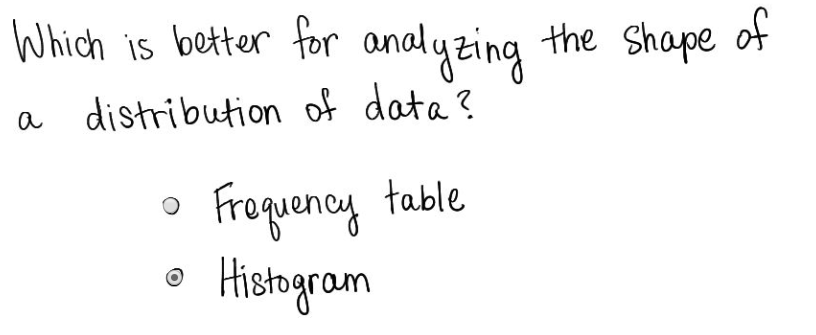 Which is better for analyzing the shape of
a distribution of data?
Frequency table
Histogram